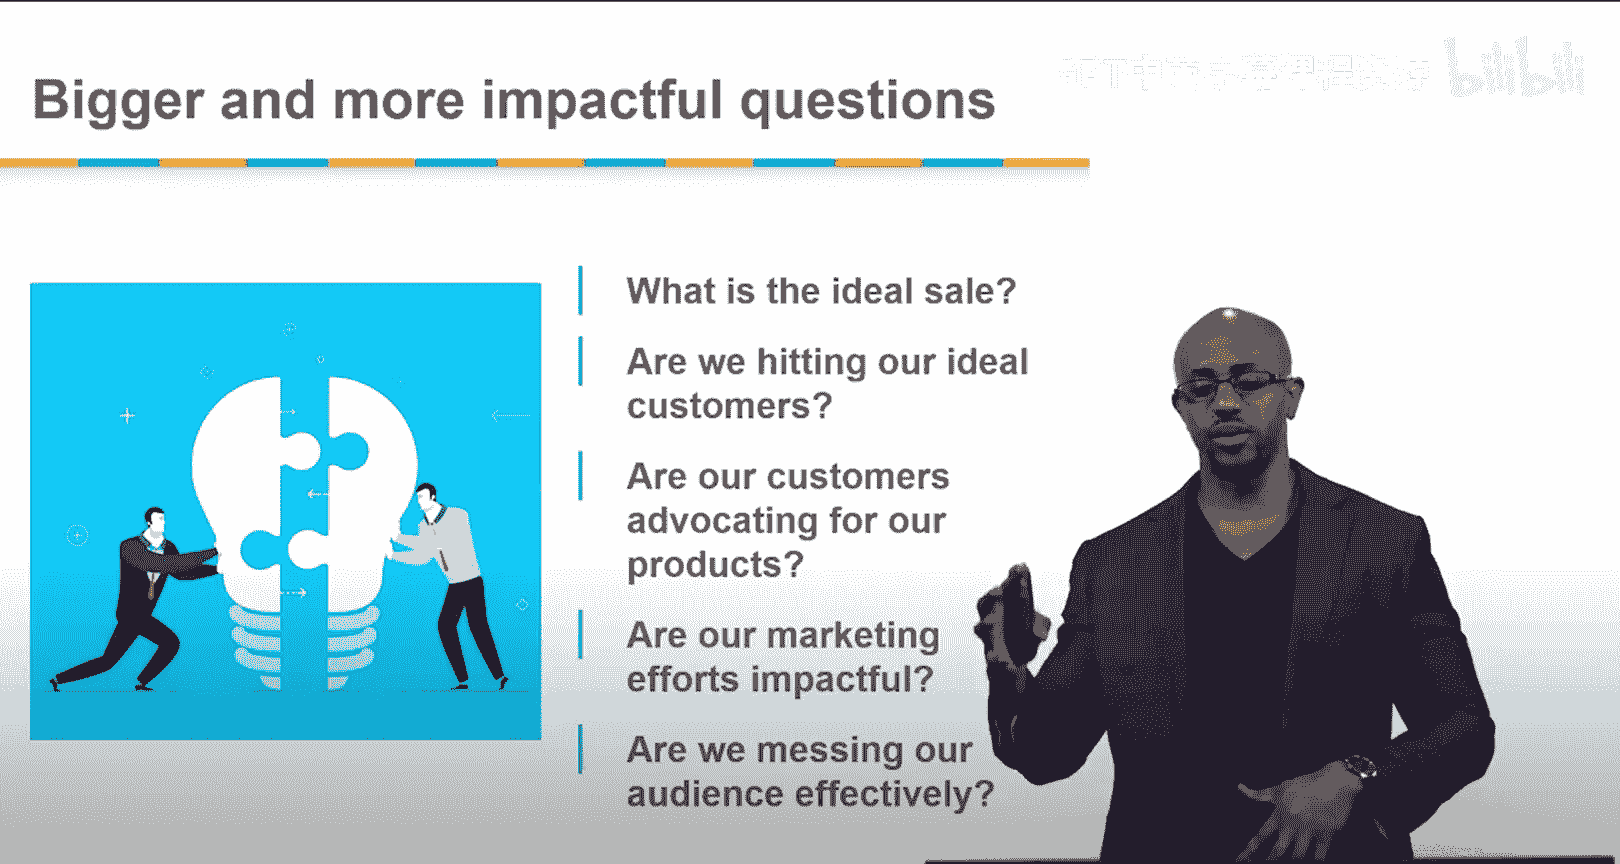 Bigger and more impactful questions
bilibili
What is the ideal sale?
Are we hitting our ideal
customers?
Are our customers
advocating for our
products?
Are our marketing
efforts impactful?
Are we messing our
audience effectively?